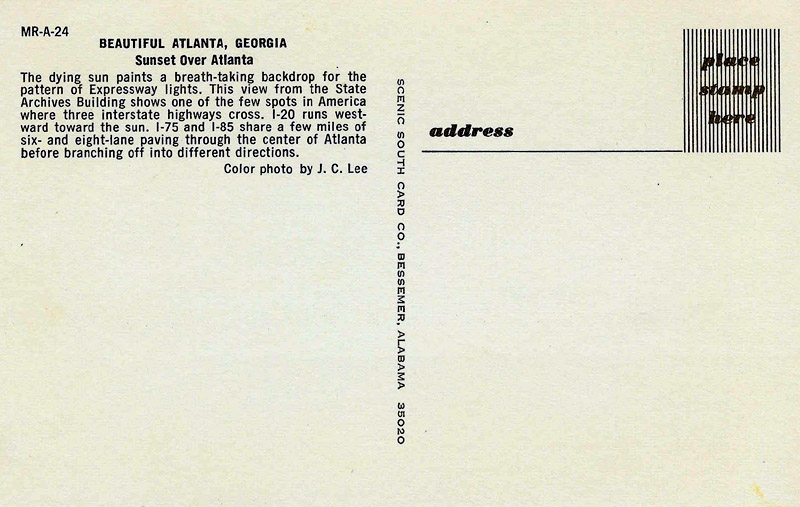 MR-A-24
BEAUTIFUL ATLANTA, GEORGIA
Sunset Over Atlanta
The dying sun paints a breath-taking backdrop for the
pattern of Expressway lights. This view from the State
Archives Building shows one of the few spots in America
where three interstate highways cross. I-20 runs west-
ward toward the sun. I-75 and I-85 share a few miles of
six- and eight-lane paving through the center of Atlanta
before branching off into different directions.
Color photo by J. C. Lee
SCENIC SOUTH CARD CO., BESSEMER, ALABAMA 35020
address
place
stamp
here